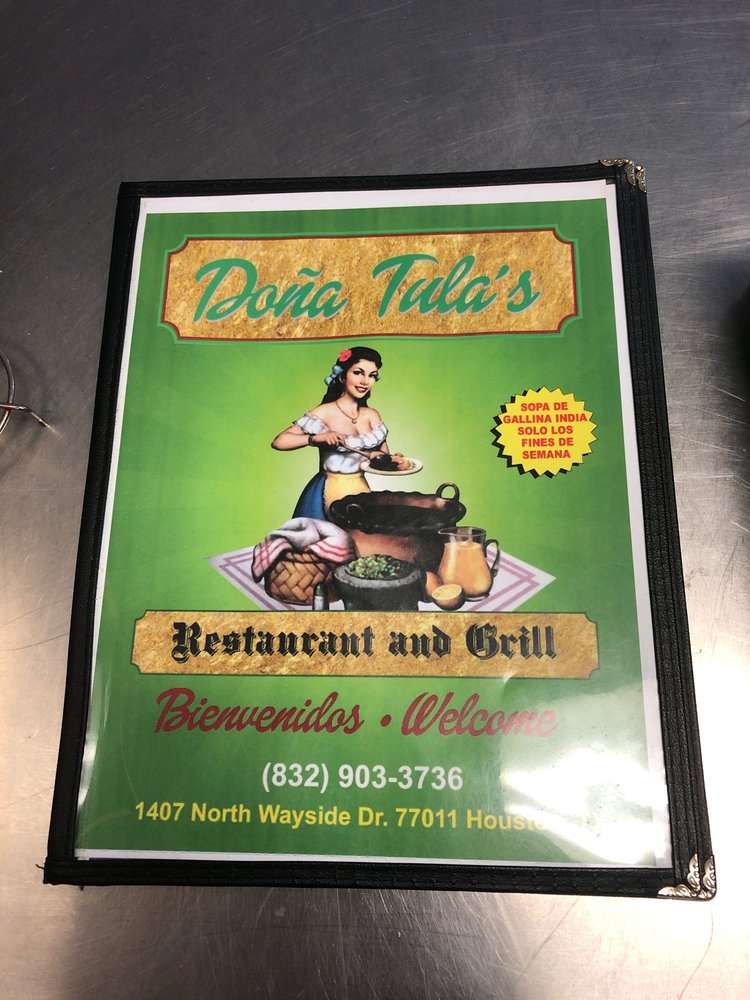 Doña Tula's
SOPA DE
GALLINA INDIA
SOLO LOS
FINES DE
SEMANA
Restaurant and Grill
Bienvenidos • Welcome
(832) 903-3736
1407 North Wayside Dr. 77011